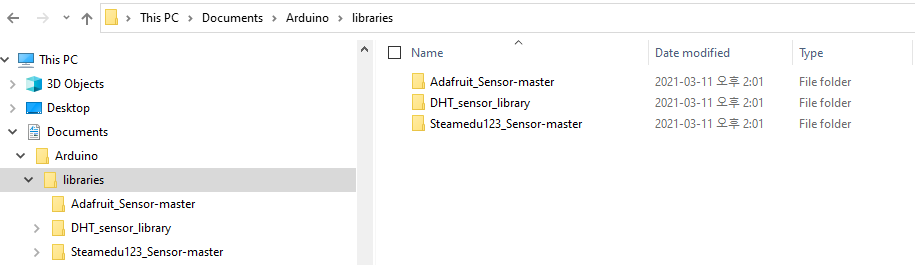 This PC > Documents > Arduino > libraries
This PC
3D Objects
Desktop
Documents
Arduino
libraries
Adafruit_Sensor-master
DHT_sensor_library
Steamedu123_Sensor-master
Name Date modified Type
Adafruit_Sensor-master 2021-03-11 오후 2:01 File folder
DHT_sensor_library 2021-03-11 오후 2:01 File folder
Steamedu123_Sensor-master 2021-03-11 오후 2:01 File folder